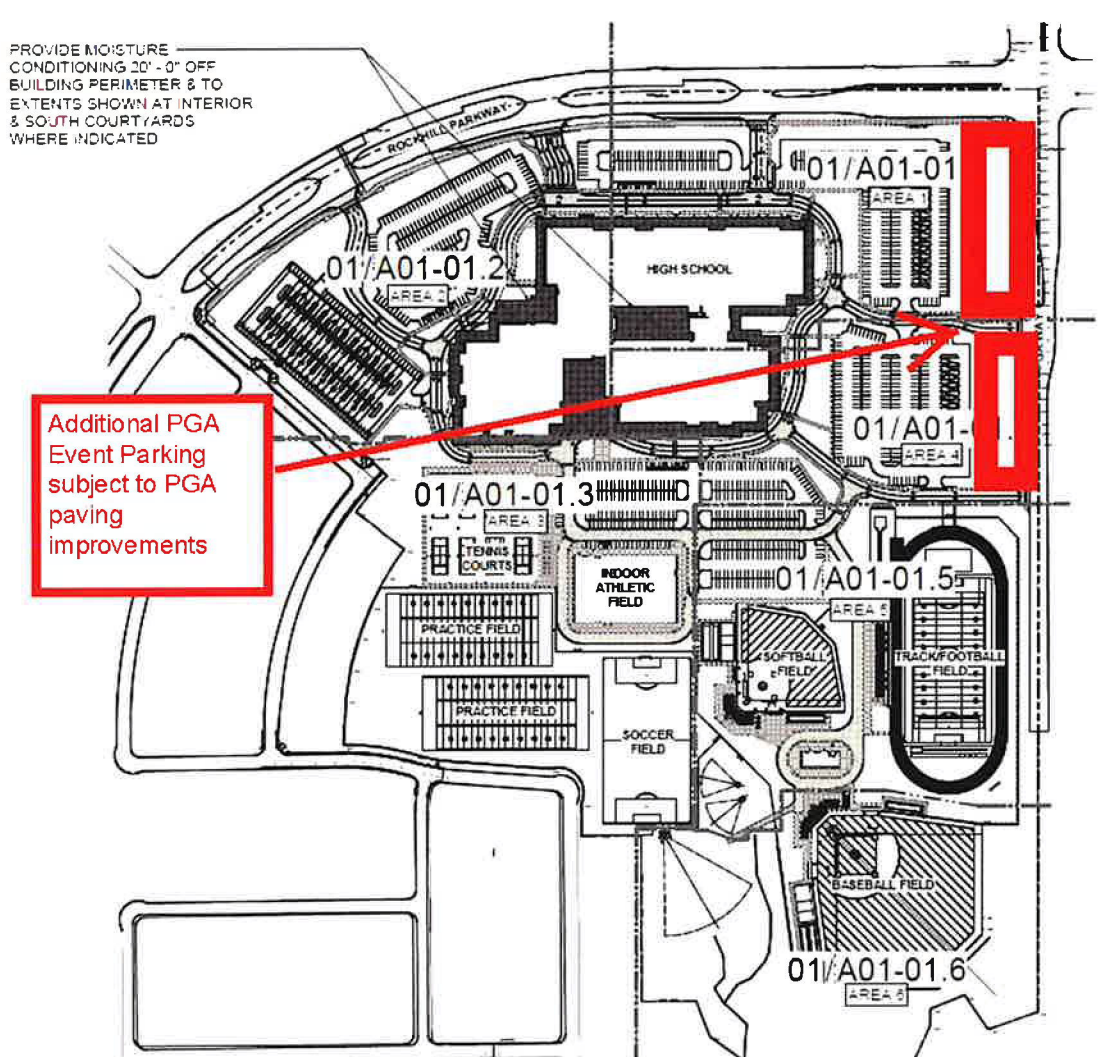 PROVIDE MOISTURE
CONDITIONING 20' - 0" OFF
BUILDING PERIMETER & TO
EXTENTS SHOWN AT INTERIOR
& SOUTH COURTYARDS
WHERE INDICATED
ROCKHILL PARKWAY
01/A01-01
AREA 1
01/A01-01.2
AREA 2
HIGH SCHOOL
Additional PGA
Event Parking
subject to PGA
paving
improvements
01/A01-
AREA 4
01/A01-01.3
AREA 3
TENNIS
COURTS
INDOOR
ATHLETIC
FIELD
01/A01-01.5
AREA 5
PRACTICE FIELD
SOFTBALL
FIELD
TRACK/FOOTBALL
FIELD
PRACTICE FIELD
SOCCER
FIELD
BASEBALL FIELD
01/A01-01.6
AREA 6